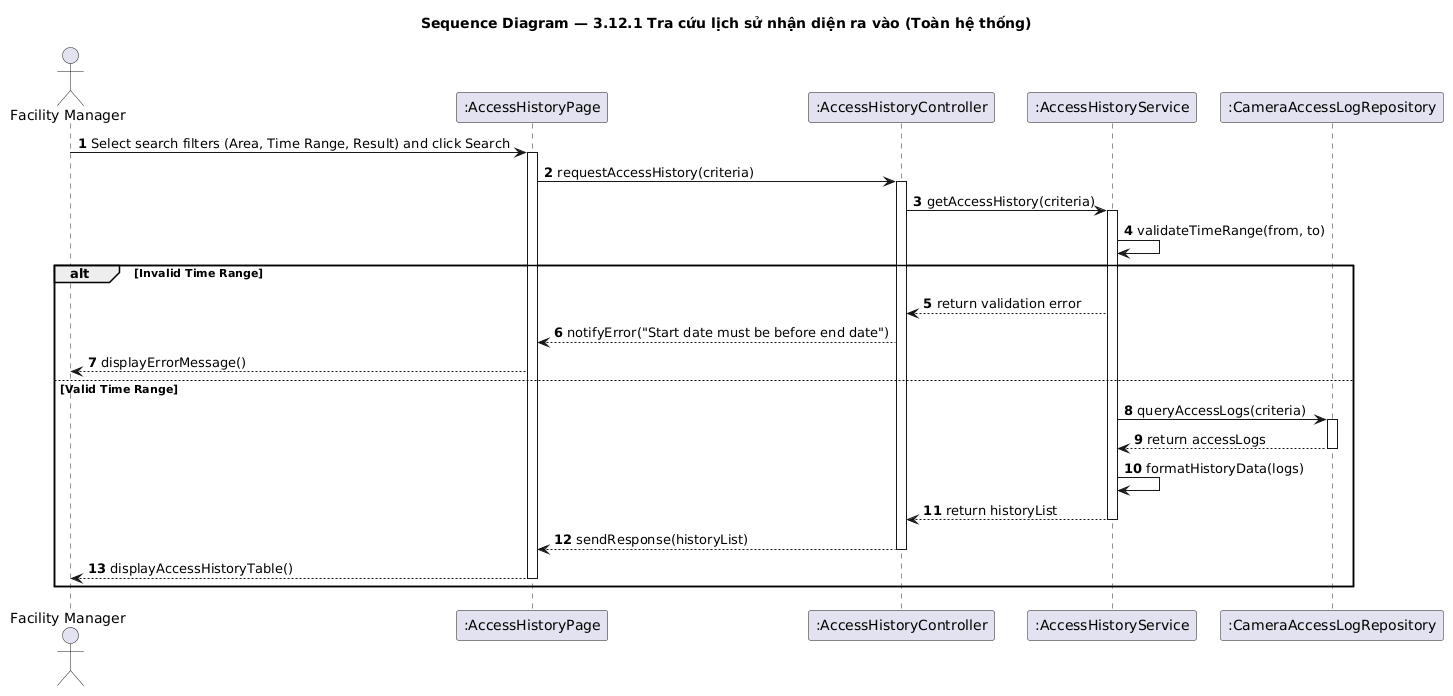 Sequence Diagram — 3.12.1 Tra cứu lịch sử nhận diện ra vào (Toàn hệ thống)
Facility Manager
:AccessHistoryPage
:AccessHistoryController
:AccessHistoryService
:CameraAccessLogRepository
1 Select search filters (Area, Time Range, Result) and click Search
2 requestAccessHistory(criteria)
3 getAccessHistory(criteria)
4 validateTimeRange(from, to)
alt [Invalid Time Range]
5 return validation error
6 notifyError("Start date must be before end date")
7 displayErrorMessage()
[Valid Time Range]
8 queryAccessLogs(criteria)
9 return accessLogs
10 formatHistoryData(logs)
11 return historyList
12 sendResponse(historyList)
13 displayAccessHistoryTable()
Facility Manager
:AccessHistoryPage
:AccessHistoryController
:AccessHistoryService
:CameraAccessLogRepository